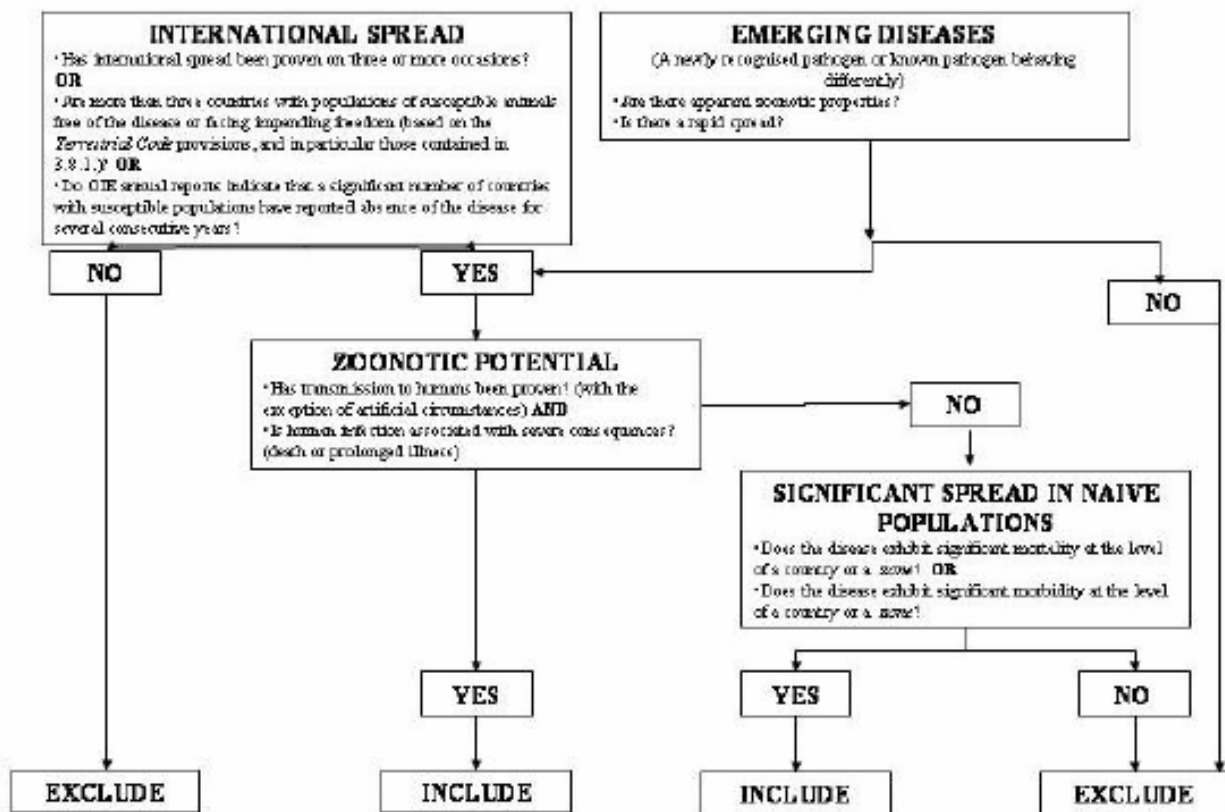 INTERNATIONAL SPREAD
• Has international spread been proven on three or more occasions?
OR
• Are more than three countries with populations of susceptible animals
free of the disease or facing impending freedom (based on the
Terrestrial Code provisions, and in particular those contained in
3.8.1.)? OR
• Do OIE annual reports indicate that a significant number of countries
with susceptible populations have reported absence of the disease for
several consecutive years?
EMERGING DISEASES
(A newly recognised pathogen or known pathogen behaving
differently)
• Are there apparent zoonotic properties?
• Is there a rapid spread?
NO
YES
NO
ZOONOTIC POTENTIAL
• Has transmission to humans been proven? (with the
exception of artificial circumstances) AND
• Is human infection associated with severe consequences?
(death or prolonged illness)
NO
SIGNIFICANT SPREAD IN NAIVE
POPULATIONS
• Does the disease exhibit significant mortality at the level
of a country or a zone? OR
• Does the disease exhibit significant morbidity at the level
of a country or a zone?
YES
YES
NO
EXCLUDE
INCLUDE
INCLUDE
EXCLUDE